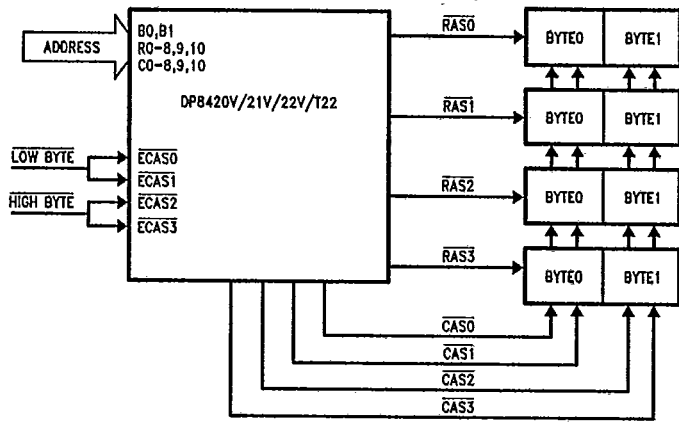 ADDRESS
B0,B1
R0-8,9,10
C0-8,9,10
DP8420V/21V/22V/T22
LOW BYTE
HIGH BYTE
ECAS0
ECAS1
ECAS2
ECAS3
RAS0
BYTE0 BYTE1
RAS1
BYTE0 BYTE1
RAS2
BYTE0 BYTE1
RAS3
BYTE0 BYTE1
CAS0
CAS1
CAS2
CAS3